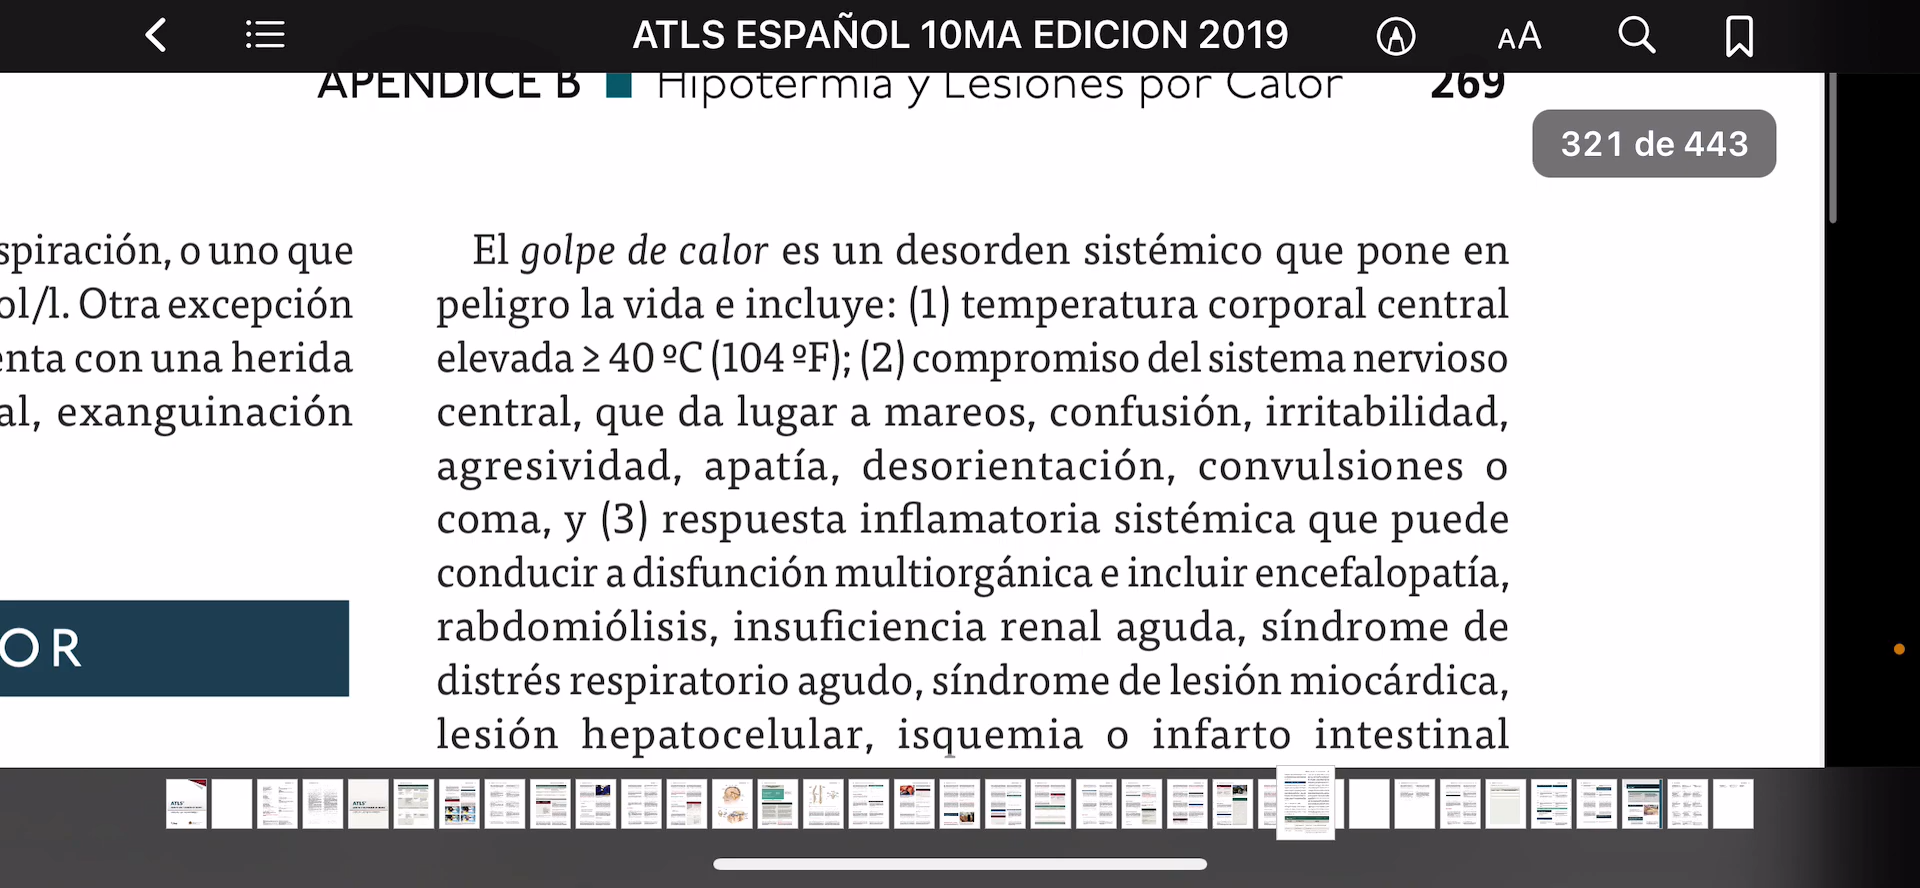 ATLS ESPAÑOL 10MA EDICION 2019
AA
APÉNDICE B ■ Hipotermia y Lesiones por Calor 269
321 de 443
spiración, o uno que
ol/l. Otra excepción
enta con una herida
al, exanguinación
OR
El golpe de calor es un desorden sistémico que pone en
peligro la vida e incluye: (1) temperatura corporal central
elevada ≥ 40 ºC (104 ºF); (2) compromiso del sistema nervioso
central, que da lugar a mareos, confusión, irritabilidad,
agresividad, apatía, desorientación, convulsiones o
coma, y (3) respuesta inflamatoria sistémica que puede
conducir a disfunción multiorgánica e incluir encefalopatía,
rabdomiólisis, insuficiencia renal aguda, síndrome de
distrés respiratorio agudo, síndrome de lesión miocárdica,
lesión hepatocelular, isquemia o infarto intestinal